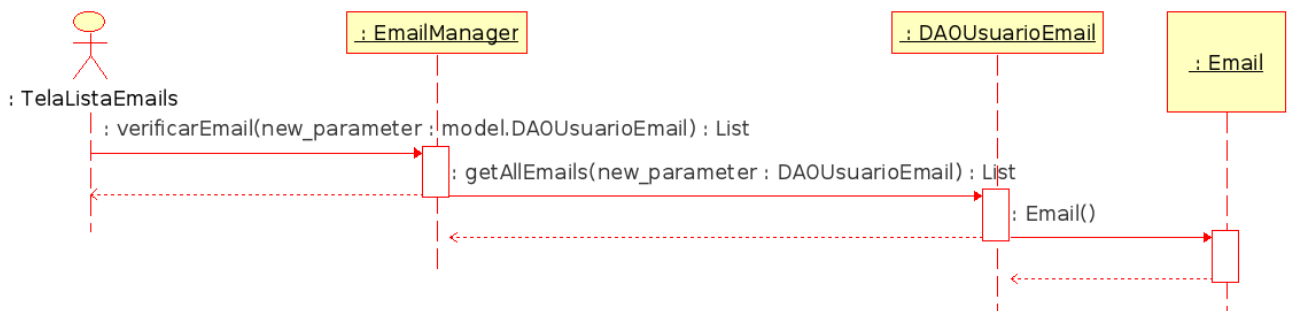 : EmailManager
: DAOUsuarioEmail
: Email
: TelaListaEmails
: verificarEmail(new_parameter : model.DAOUsuarioEmail) : List
: getAllEmails(new_parameter : DAOUsuarioEmail) : List
: Email()